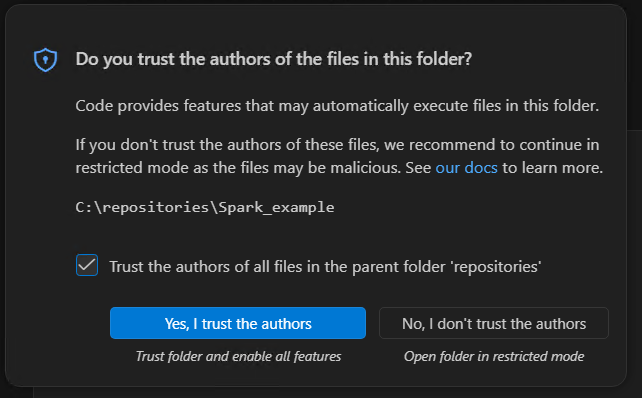 Do you trust the authors of the files in this folder?
Code provides features that may automatically execute files in this folder.
If you don't trust the authors of these files, we recommend to continue in
restricted mode as the files may be malicious. See our docs to learn more.
C:\repositories\Spark_example
Trust the authors of all files in the parent folder 'repositories'
Yes, I trust the authors
No, I don't trust the authors
Trust folder and enable all features
Open folder in restricted mode